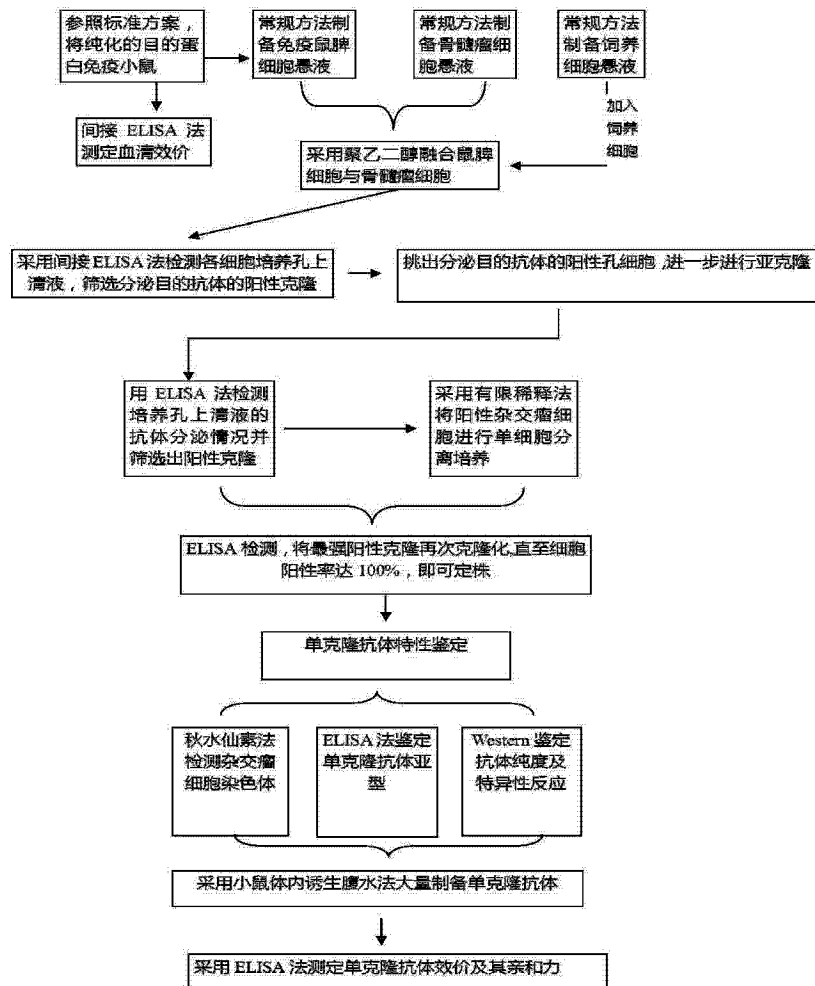 参照标准方案，
将纯化的目的蛋
白免疫小鼠
常规方法制
备免疫鼠脾
细胞悬液
常规方法制
备骨髓瘤细
胞悬液
常规方法
制备饲养
细胞悬液
间接 ELISA 法
测定血清效价
加入
饲养
细胞
采用聚乙二醇融合鼠脾
细胞与骨髓瘤细胞
采用间接ELISA法检测各细胞培养孔上
清液，筛选分泌目的抗体的阳性克隆
挑出分泌目的抗体的阳性孔细胞,进一步进行亚克隆
用 ELISA 法检测
培养孔上清液的
抗体分泌情况并
筛选出阳性克隆
采用有限稀释法
将阳性杂交瘤细
胞进行单细胞分
离培养
ELISA 检测，将最强阳性克隆再次克隆化,直至细胞
阳性率达 100%，即可定株
单克隆抗体特性鉴定
秋水仙素法
检测杂交瘤
细胞染色体
ELISA 法鉴定
单克隆抗体亚
型
Western 鉴定
抗体纯度及
特异性反应
采用小鼠体内诱生腹水法大量制备单克隆抗体
采用 ELISA 法测定单克隆抗体效价及其亲和力